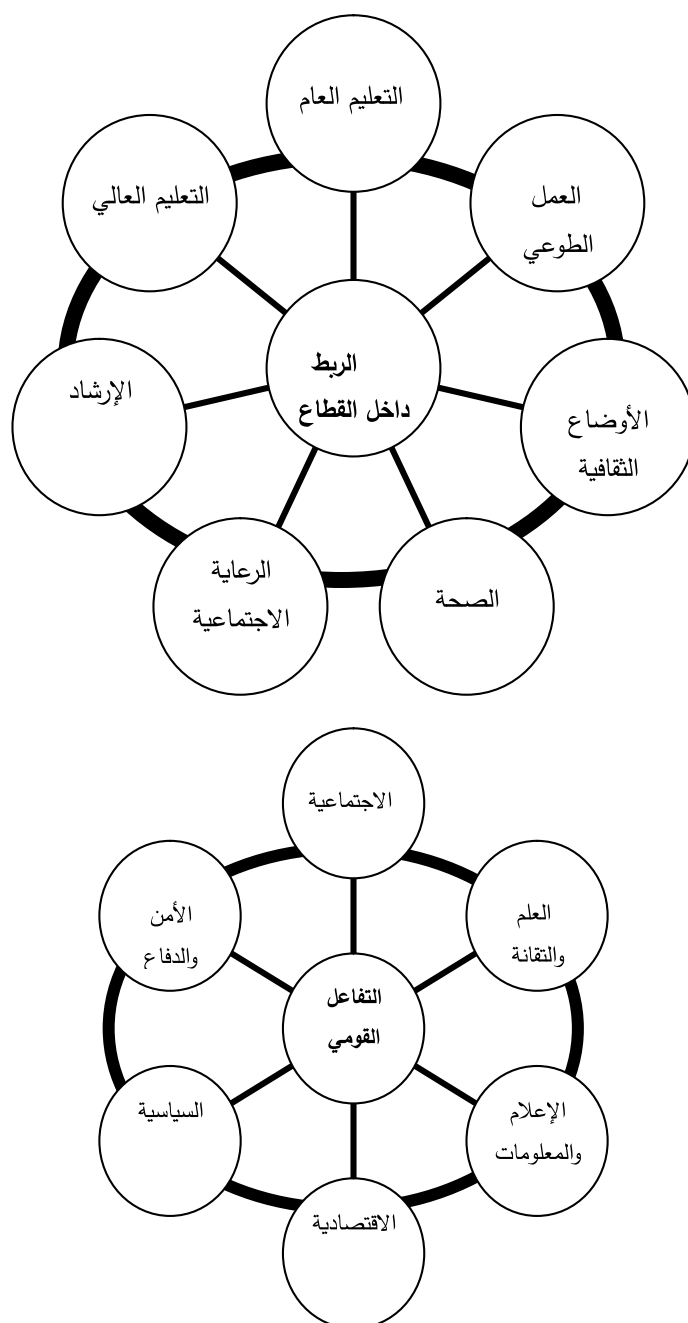 التعليم العام
العمل
الطوعي
التعليم العالي
الربط
داخل القطاع
الإرشاد
الأوضاع
الثقافية
الرعاية
الاجتماعية
الصحة
الاجتماعية
العلم
والتقانة
الأمن
والدفاع
التفاعل
القومي
الإعلام
والمعلومات
السياسية
الاقتصادية